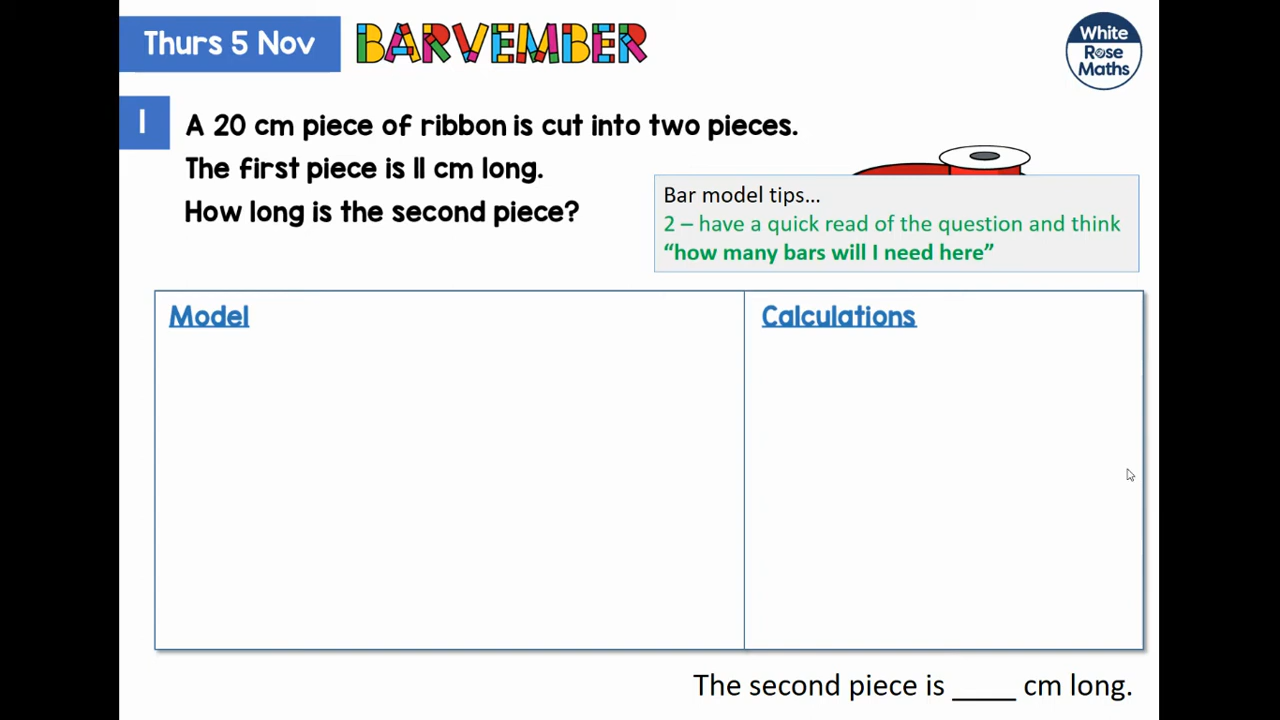 Thurs 5 Nov
BARVEMBER
White
Rose
Maths
1
A 20 cm piece of ribbon is cut into two pieces.
The first piece is 11 cm long.
How long is the second piece?
Bar model tips...
2 – have a quick read of the question and think
“how many bars will I need here”
Model
Calculations
The second piece is ____ cm long.